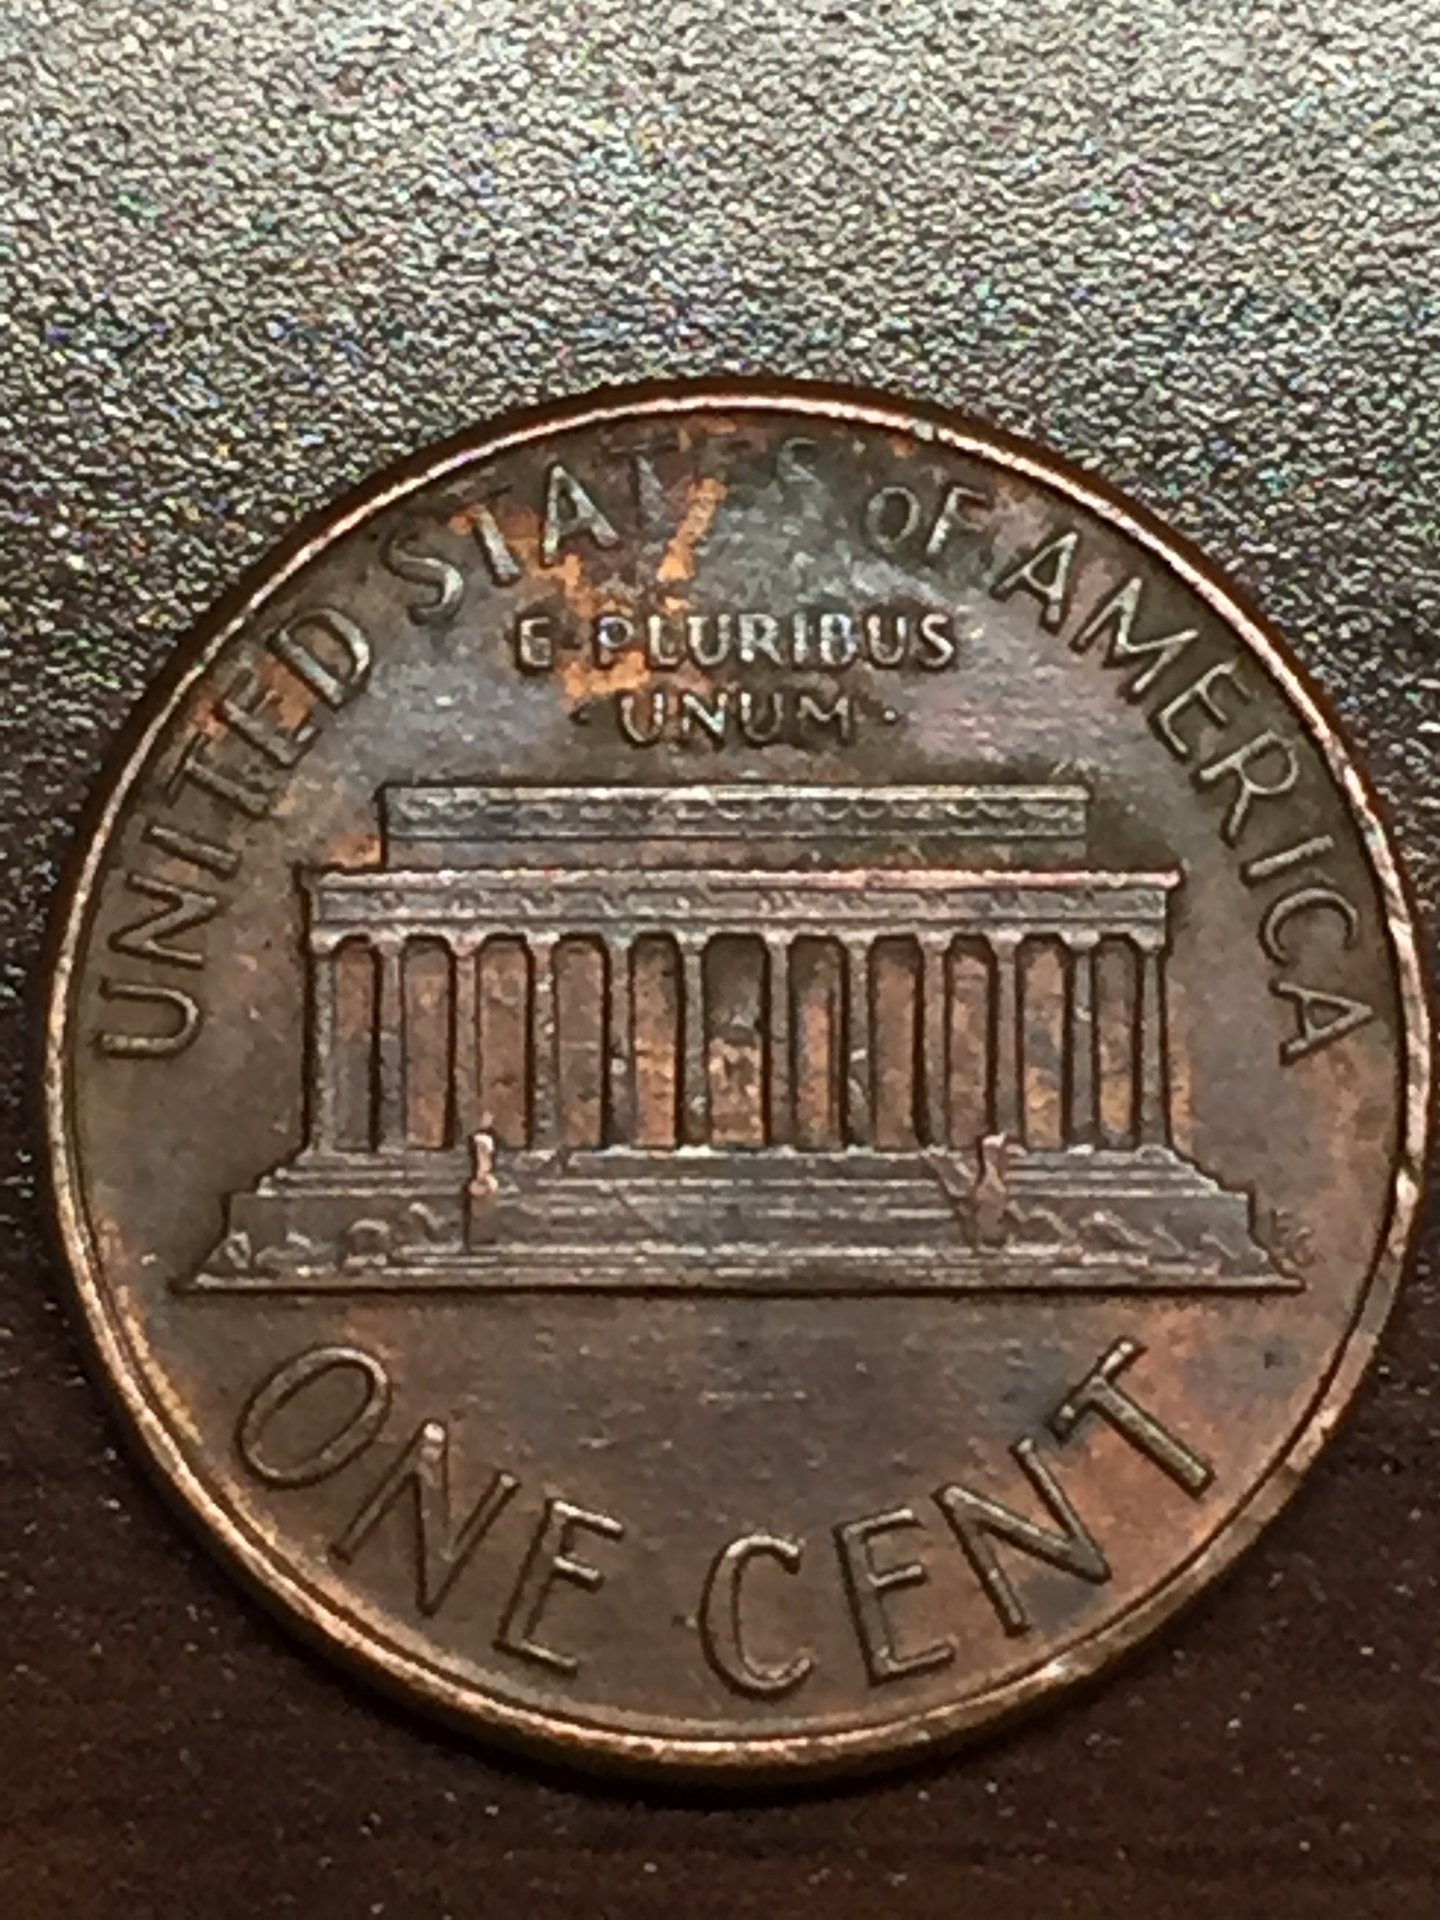 UNITED STATES OF AMERICA
E·PLURIBUS
·UNUM·
ONE CENT